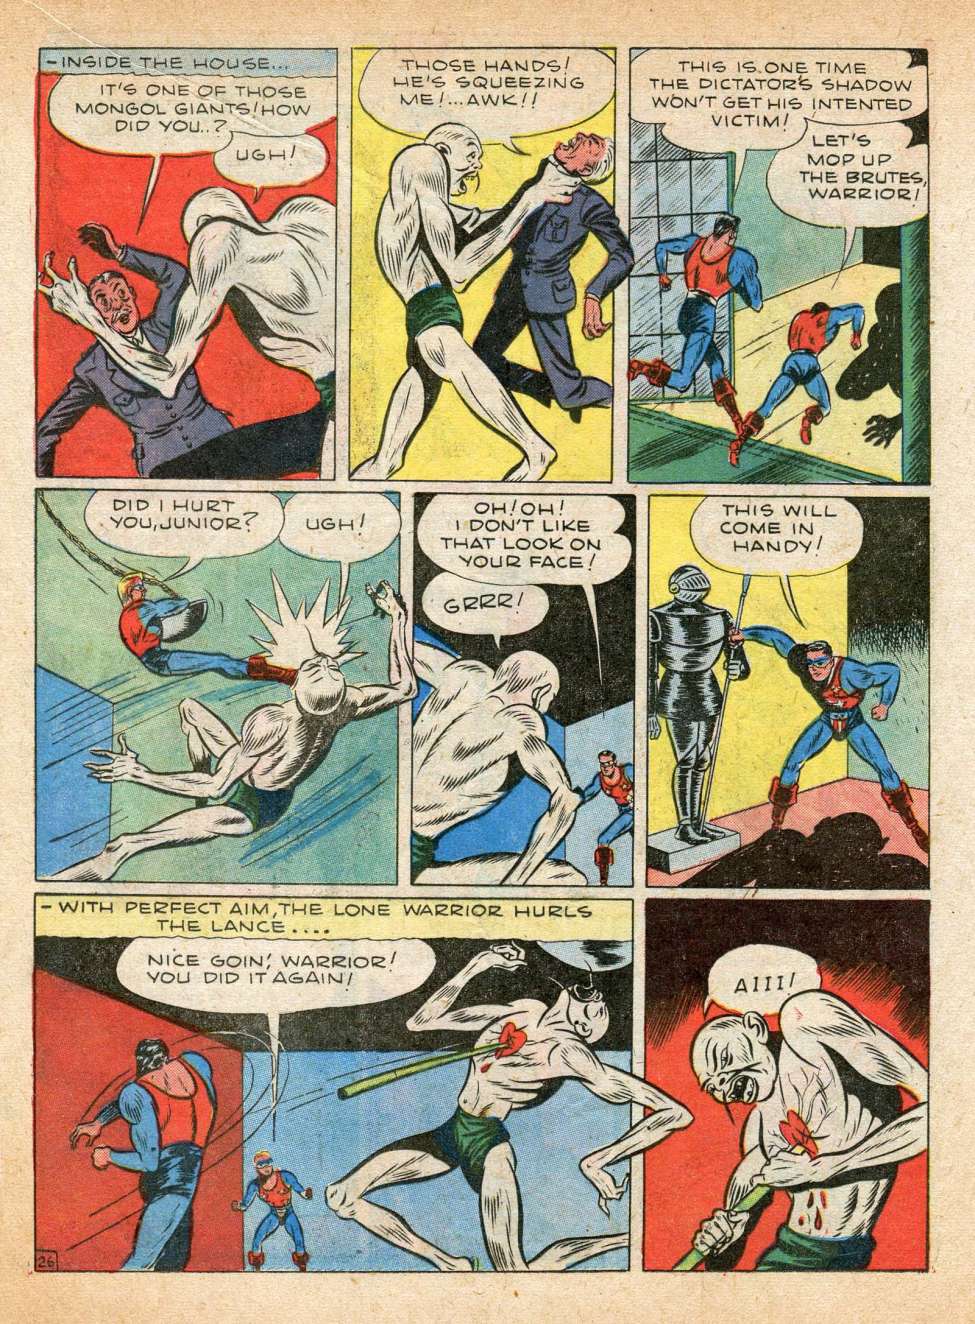 -INSIDE THE HOUSE...
IT'S ONE OF THOSE
MONGOL GIANTS! HOW
DID YOU..?
UGH!
THOSE HANDS!
HE'S SQUEEZING
ME!...AWK!!
THIS IS ONE TIME
THE DICTATOR'S SHADOW
WON'T GET HIS INTENTED
VICTIM!
LET'S
MOP UP
THE BRUTES,
WARRIOR!
DID I HURT
YOU, JUNIOR?
UGH!
OH! OH!
I DON'T LIKE
THAT LOOK ON
YOUR FACE!
GRRR!
THIS WILL
COME IN
HANDY!
-WITH PERFECT AIM, THE LONE WARRIOR HURLS
THE LANCE....
NICE GOIN', WARRIOR!
YOU DID IT AGAIN!
AIII!
26